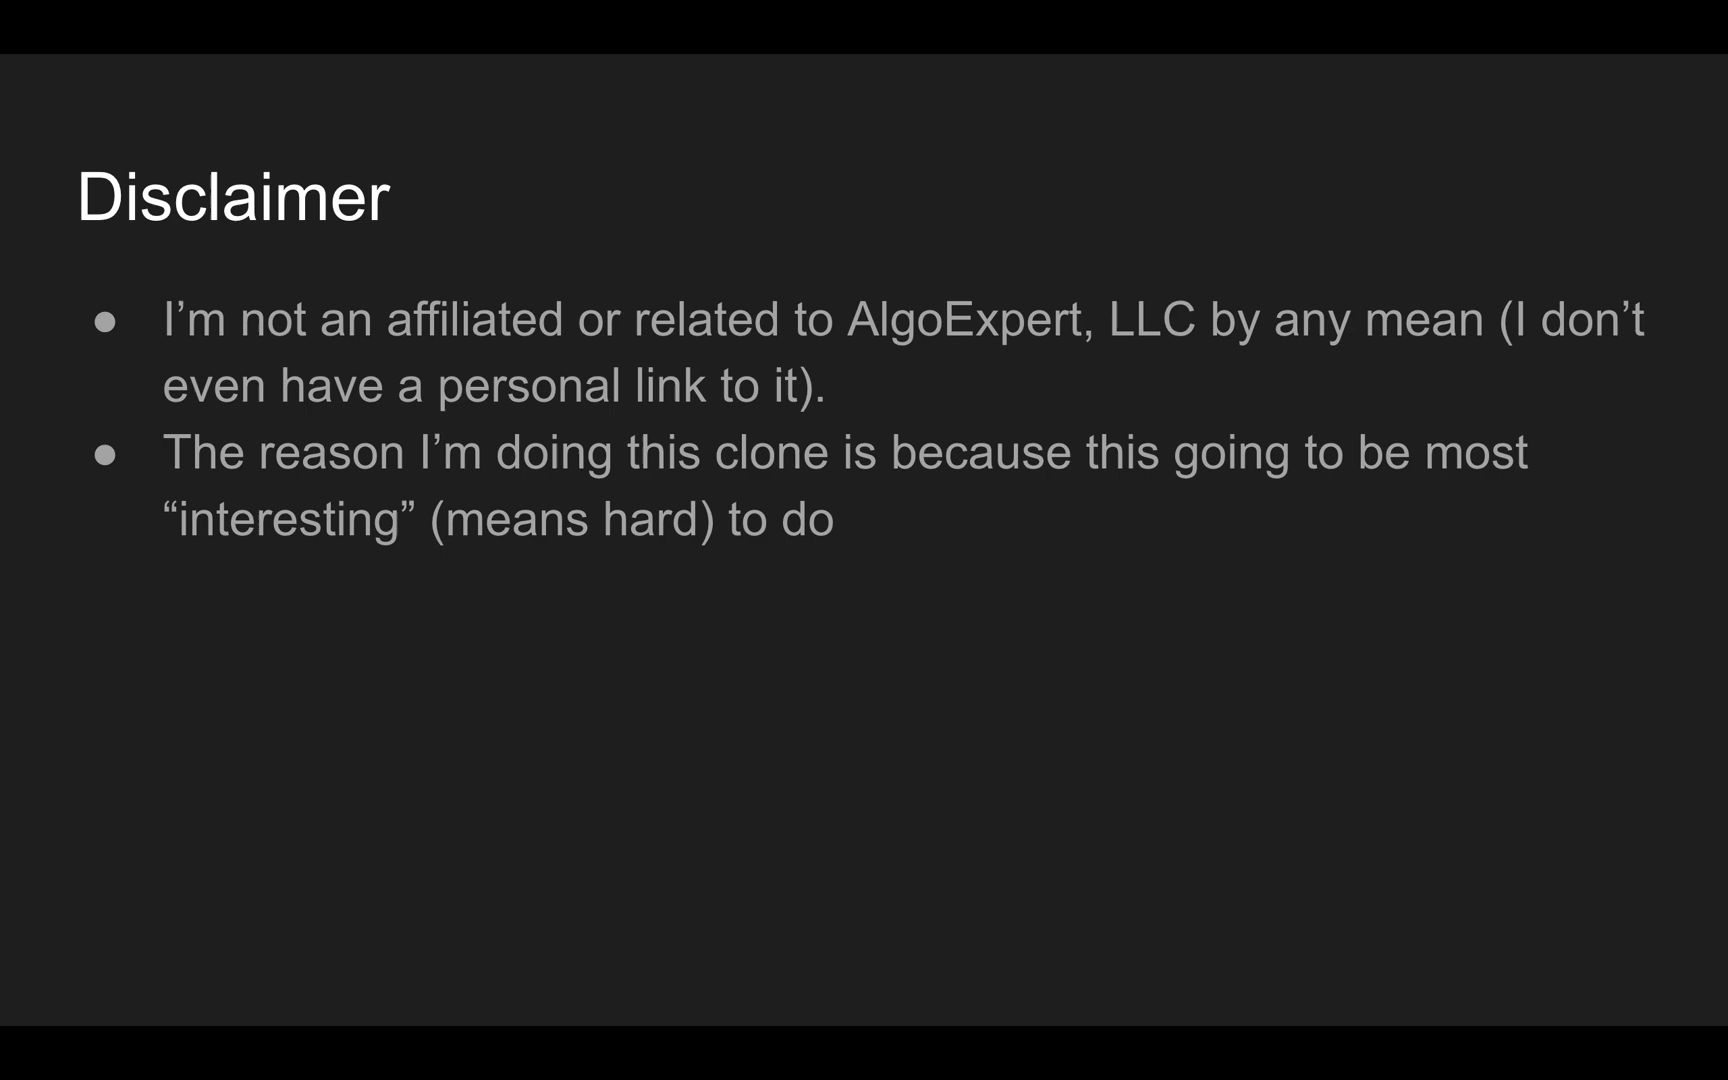 Disclaimer
● I’m not an affiliated or related to AlgoExpert, LLC by any mean (I don’t
even have a personal link to it).
● The reason I’m doing this clone is because this going to be most
“interesting” (means hard) to do